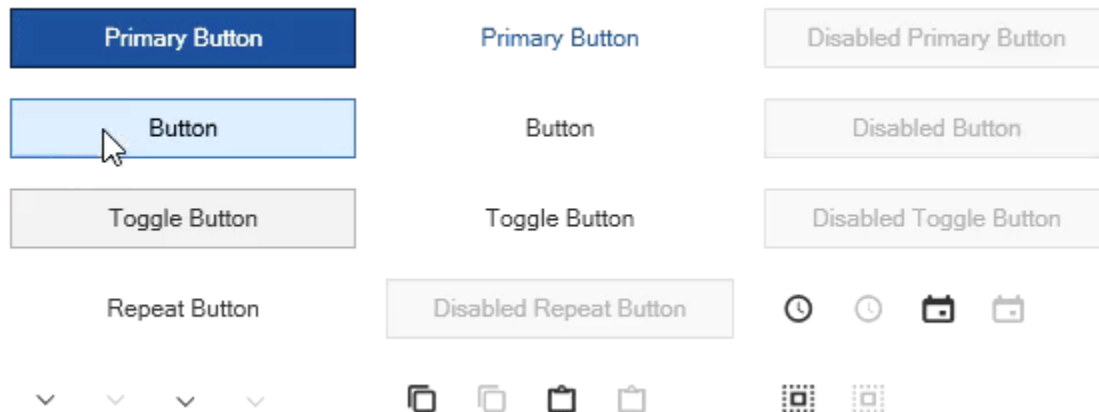 Primary Button
Primary Button
Disabled Primary Button
Button
Button
Disabled Button
Toggle Button
Toggle Button
Disabled Toggle Button
Repeat Button
Disabled Repeat Button